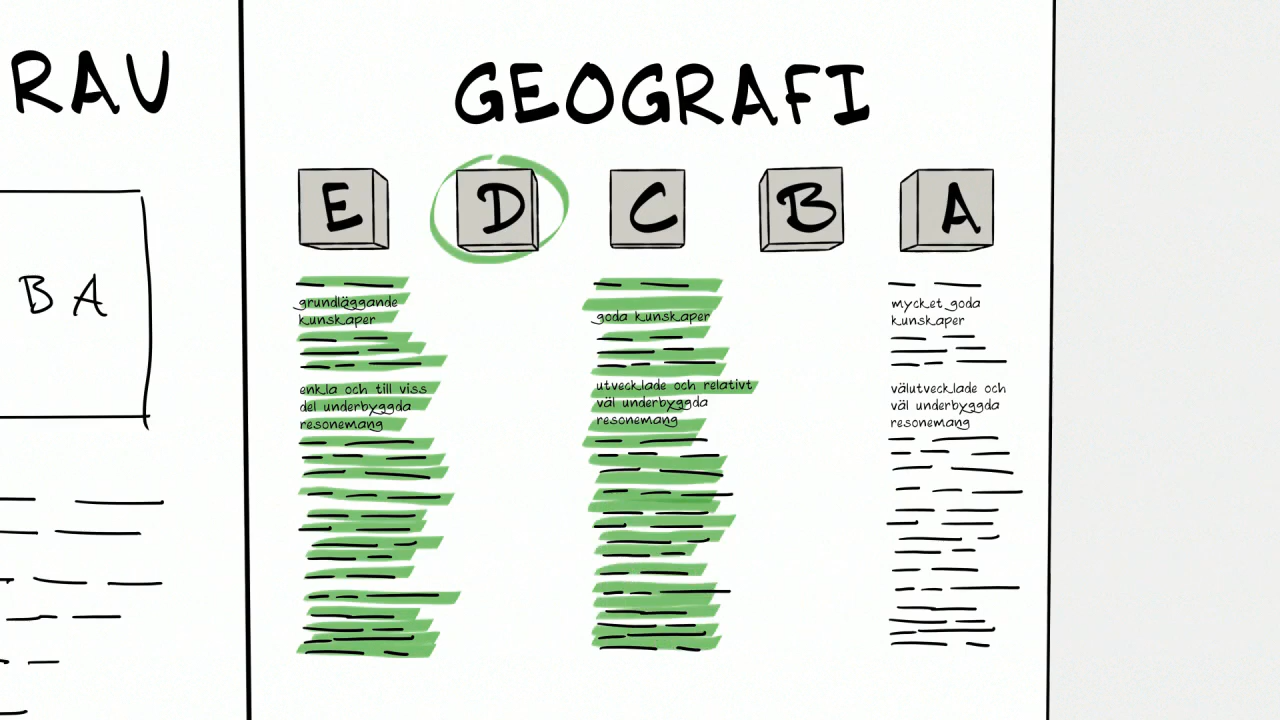 RAV
B A
GEOGRAFI
E D C B A
grundläggande
kunskaper
enkla och till viss
del underbyggda
resonemang
goda kunskaper
utvecklade och relativt
väl underbyggda
resonemang
mycket goda
kunskaper
välutvecklade och
väl underbyggda
resonemang